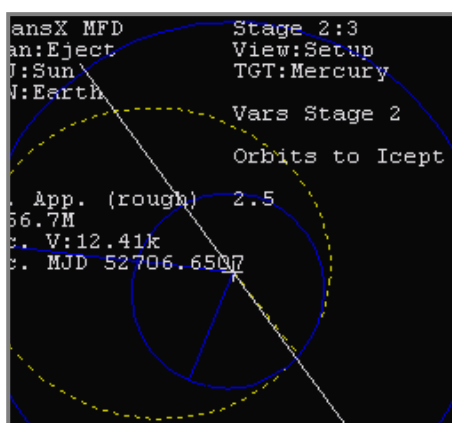 ansX MFD Stage 2:3
an:Eject View:Setup
J:Sun TGT:Mercury
N:Earth
Vars Stage 2
Orbits to Icept
. App. (rough) 2.5
56.7M
c. V:12.41k
c. MJD 52706.6507